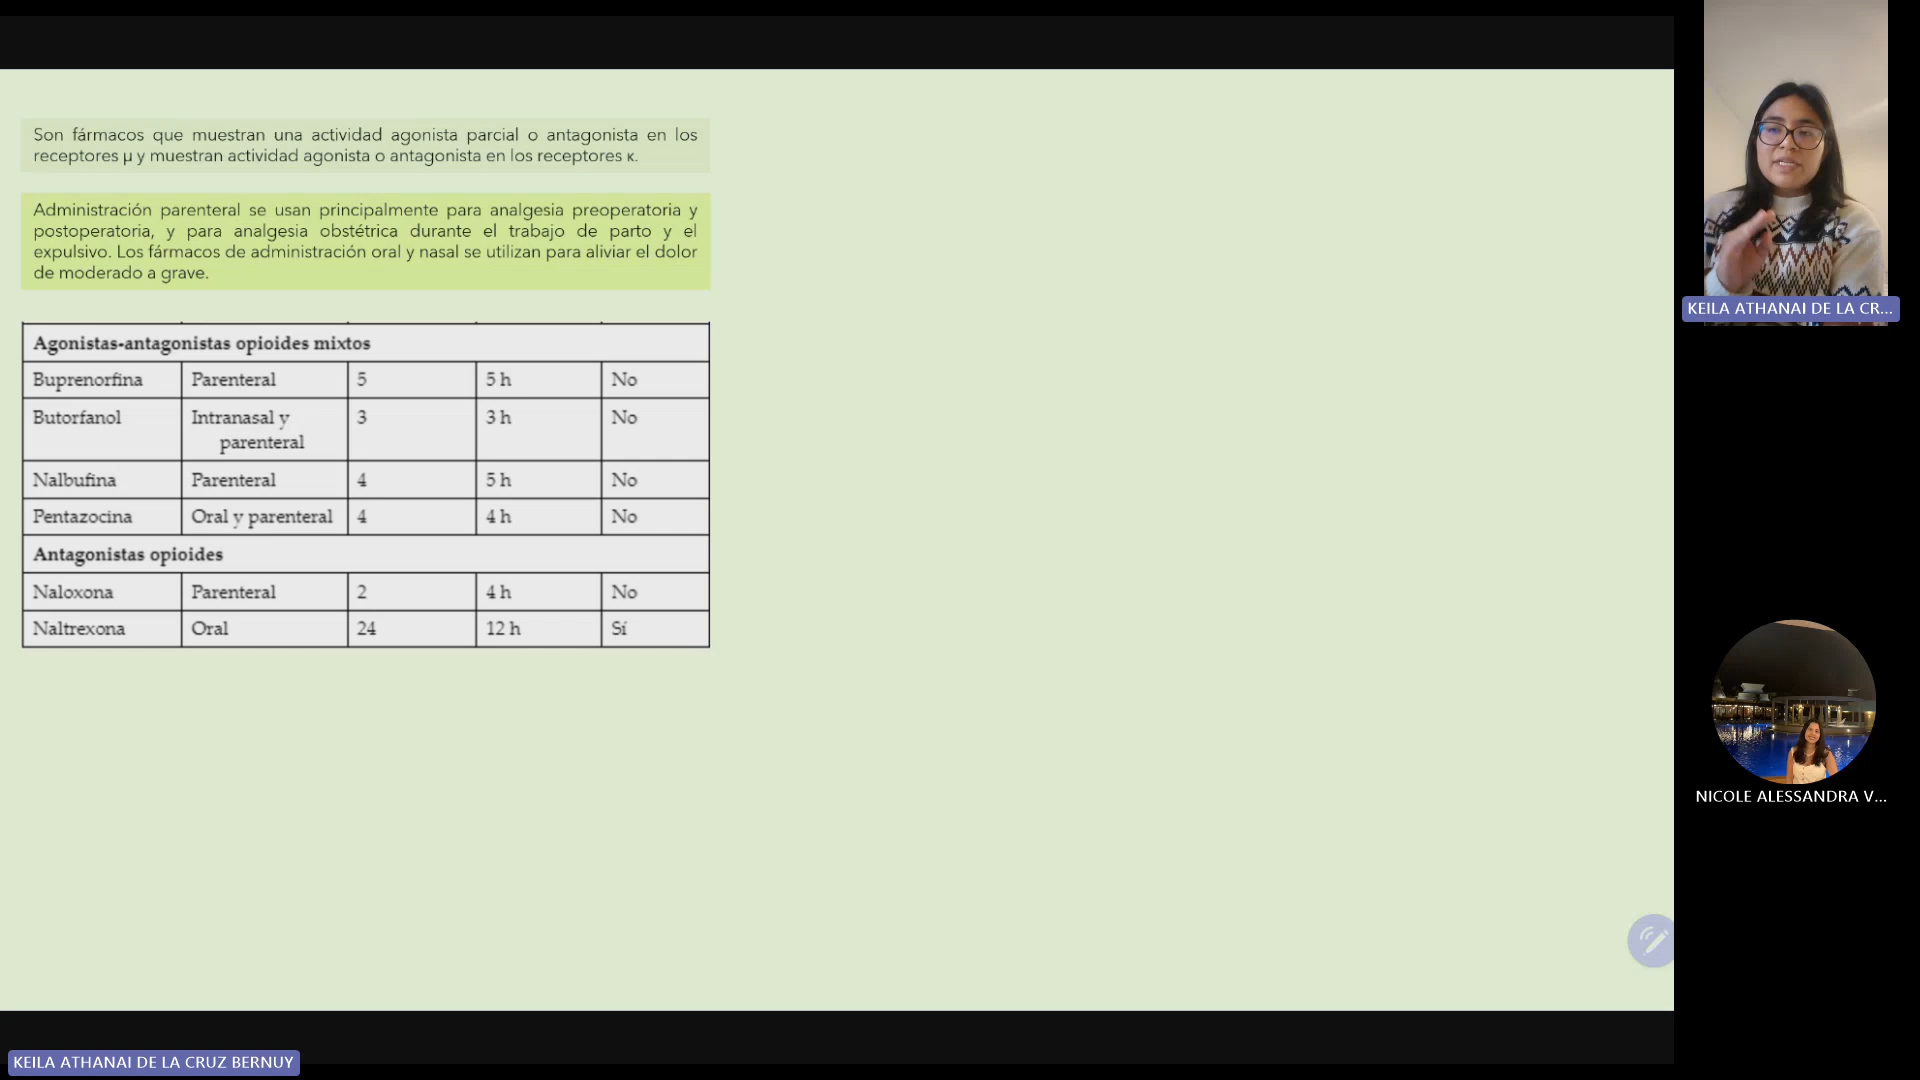 Son fármacos que muestran una actividad agonista parcial o antagonista en los
receptores μ y muestran actividad agonista o antagonista en los receptores κ.
Administración parenteral se usan principalmente para analgesia preoperatoria y
postoperatoria, y para analgesia obstétrica durante el trabajo de parto y el
expulsivo. Los fármacos de administración oral y nasal se utilizan para aliviar el dolor
de moderado a grave.
Agonistas-antagonistas opioides mixtos
Buprenorfina Parenteral 5 5 h No
Butorfanol Intranasal y parenteral 3 3 h No
Nalbufina Parenteral 4 5 h No
Pentazocina Oral y parenteral 4 4 h No
Antagonistas opioides
Naloxona Parenteral 2 4 h No
Naltrexona Oral 24 12 h Sí
KEILA ATHANAI DE LA CR...
NICOLE ALESSANDRA V...
KEILA ATHANAI DE LA CRUZ BERNUY